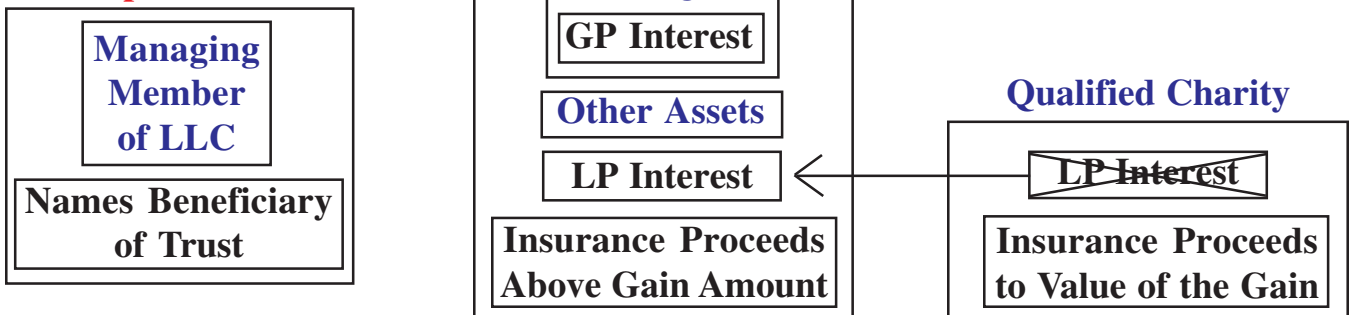 Managing
Member
of LLC
Names Beneficiary
of Trust
GP Interest
Other Assets
LP Interest
Insurance Proceeds
Above Gain Amount
Qualified Charity
LP Interest
Insurance Proceeds
to Value of the Gain